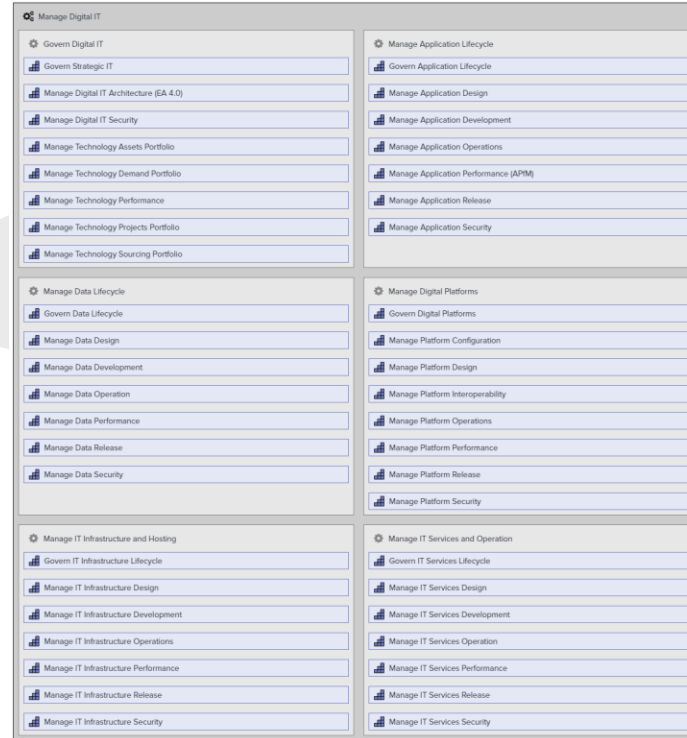 Manage Digital IT
Govern Digital IT
Govern Strategic IT
Manage Digital IT Architecture (EA 4.0)
Manage Digital IT Security
Manage Technology Assets Portfolio
Manage Technology Demand Portfolio
Manage Technology Performance
Manage Technology Projects Portfolio
Manage Technology Sourcing Portfolio
Manage Application Lifecycle
Govern Application Lifecycle
Manage Application Design
Manage Application Development
Manage Application Operations
Manage Application Performance (APfM)
Manage Application Release
Manage Application Security
Manage Data Lifecycle
Govern Data Lifecycle
Manage Data Design
Manage Data Development
Manage Data Operation
Manage Data Performance
Manage Data Release
Manage Data Security
Manage Digital Platforms
Govern Digital Platforms
Manage Platform Configuration
Manage Platform Design
Manage Platform Interoperability
Manage Platform Operations
Manage Platform Performance
Manage Platform Release
Manage Platform Security
Manage IT Infrastructure and Hosting
Govern IT Infrastructure Lifecycle
Manage IT Infrastructure Design
Manage IT Infrastructure Development
Manage IT Infrastructure Operations
Manage IT Infrastructure Performance
Manage IT Infrastructure Release
Manage IT Infrastructure Security
Manage IT Services and Operation
Govern IT Services Lifecycle
Manage IT Services Design
Manage IT Services Development
Manage IT Services Operation
Manage IT Services Performance
Manage IT Services Release
Manage IT Services Security